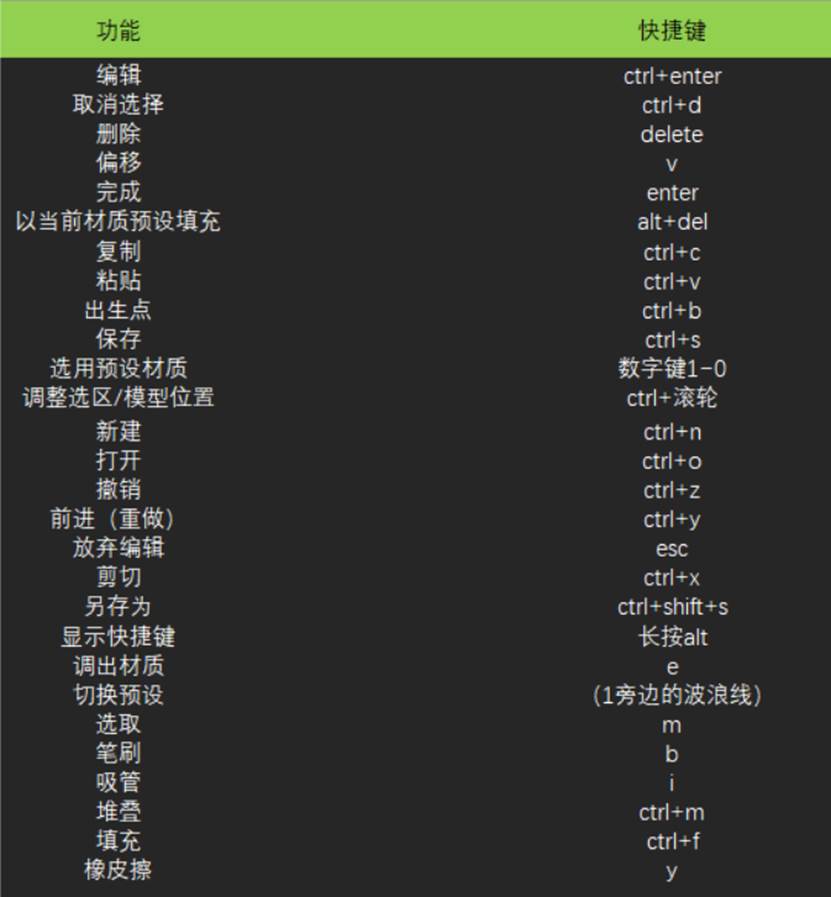 功能 快捷键
编辑 ctrl+enter
取消选择 ctrl+d
删除 delete
偏移 v
完成 enter
以当前材质预设填充 alt+del
复制 ctrl+c
粘贴 ctrl+v
出生点 ctrl+b
保存 ctrl+s
选用预设材质 数字键1-0
调整选区/模型位置 ctrl+滚轮
新建 ctrl+n
打开 ctrl+o
撤销 ctrl+z
前进（重做） ctrl+y
放弃编辑 esc
剪切 ctrl+x
另存为 ctrl+shift+s
显示快捷键 长按alt
调出材质 e
切换预设 （1旁边的波浪线）
选取 m
笔刷 b
吸管 i
堆叠 ctrl+m
填充 ctrl+f
橡皮擦 y